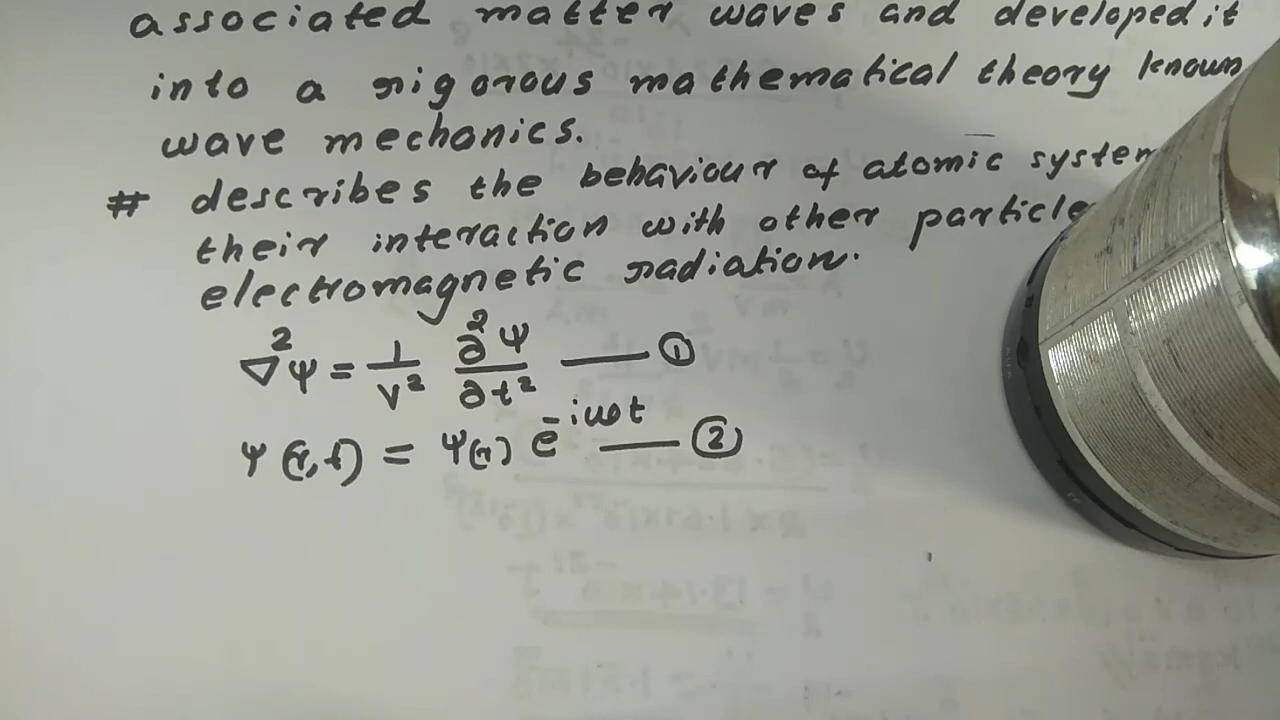 associated matter waves and developed it
into a rigorous mathematical theory known
wave mechanics.
# describes the behaviour of atomic system
their interaction with other particle
electromagnetic radiation.
∇²ψ = 1/v² ∂²ψ/∂t² —— ①
ψ(r,t) = ψ(r) e^-iωt —— ②